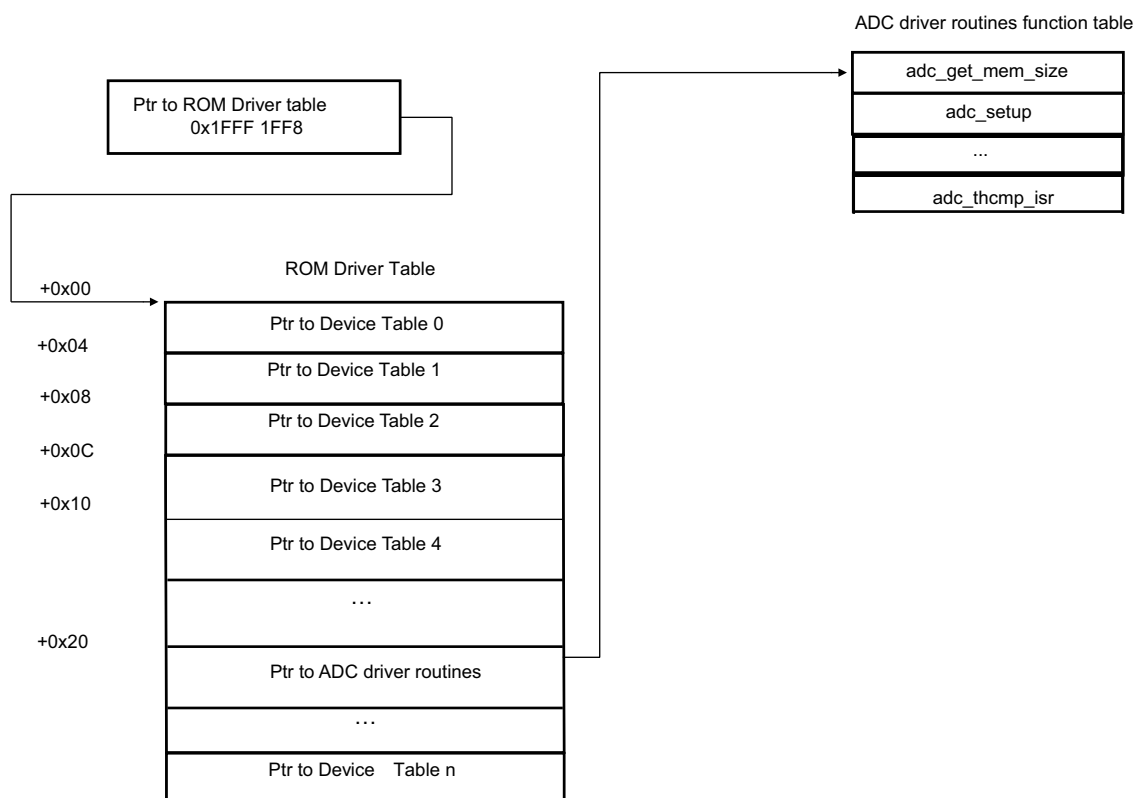 ADC driver routines function table
adc_get_mem_size
adc_setup
...
adc_thcmp_isr
Ptr to ROM Driver table
0x1FFF 1FF8
ROM Driver Table
+0x00
Ptr to Device Table 0
+0x04
Ptr to Device Table 1
+0x08
Ptr to Device Table 2
+0x0C
Ptr to Device Table 3
+0x10
Ptr to Device Table 4
…
+0x20
Ptr to ADC driver routines
…
Ptr to Device Table n